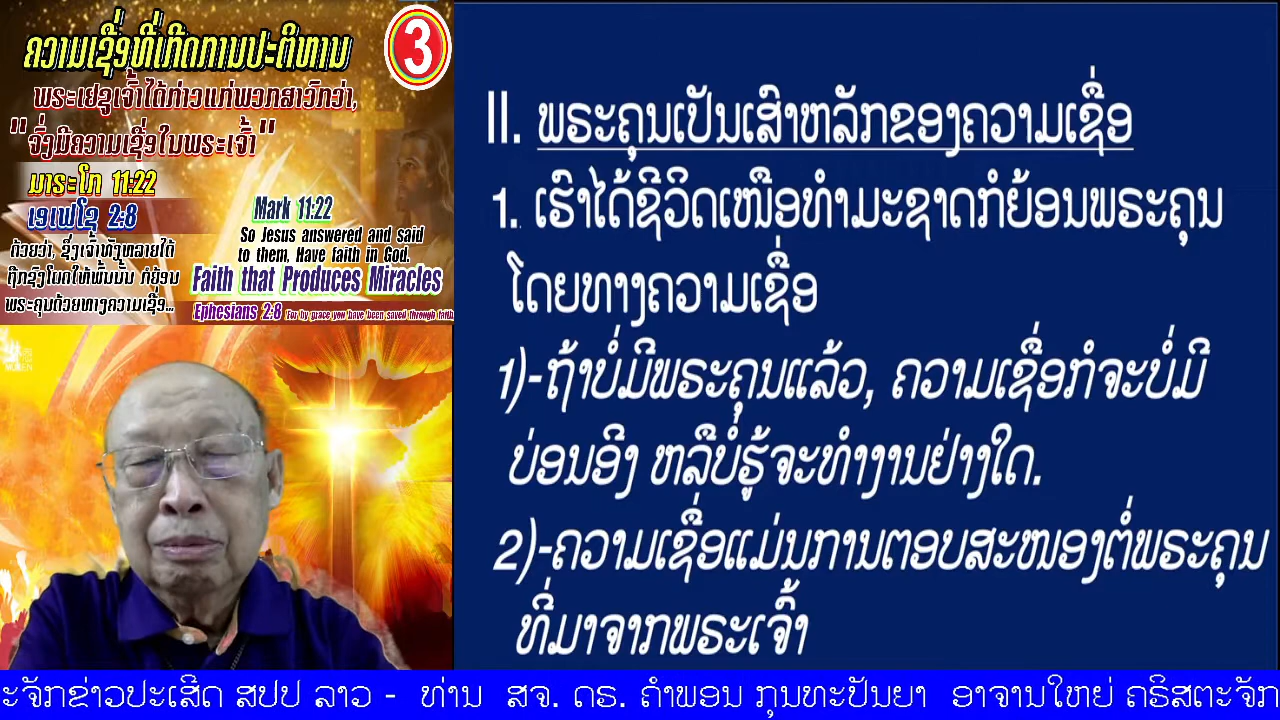 ຄວາມເຊື່ອທີ່ເກີດການປະຕິຫານ
3
ພຣະເຢຊູເຈົ້າໄດ້ກ່າວແກ່ພວກສາວົກວ່າ,
"ຈົ່ງມີຄວາມເຊື່ອໃນພຣະເຈົ້າ"
ມາຣະໂກ 11:22
ເອເຟໂຊ 2:8
ດ້ວຍວ່າ, ຊຶ່ງເຈົ້າທັງຫລາຍໄດ້
ຖືກຊົງໂຜດໃຫ້ພົ້ນນັ້ນ ກໍຍ້ອນ
ພຣະຄຸນດ້ວຍທາງຄວາມເຊື່ອ...
Mark 11:22
So Jesus answered and said
to them, Have faith in God.
Faith that Produces Miracles
Ephesians 2:8 For by grace you have been saved through faith
II. ພຣະຄຸນເປັນເສົາຫລັກຂອງຄວາມເຊື່ອ
1. ເຮົາໄດ້ຊີວິດເໜືອທຳມະຊາດກໍຍ້ອນພຣະຄຸນ
ໂດຍທາງຄວາມເຊື່ອ
1)-ຖ້າບໍ່ມີພຣະຄຸນແລ້ວ, ຄວາມເຊື່ອກໍຈະບໍ່ມີ
ບ່ອນອີງ ຫລືບໍ່ຮູ້ຈະທຳງານຢ່າງໃດ.
2)-ຄວາມເຊື່ອແມ່ນການຕອບສະໜອງຕໍ່ພຣະຄຸນ
ທີ່ມາຈາກພຣະເຈົ້າ
ະຈັກຂ່າວປະເສີດ ສປປ ລາວ - ທ່ານ ສຈ. ດຣ. ຄຳພອນ ກຸນທະປັນຍາ ອາຈານໃຫຍ່ ຄຣິສຕະຈັກ